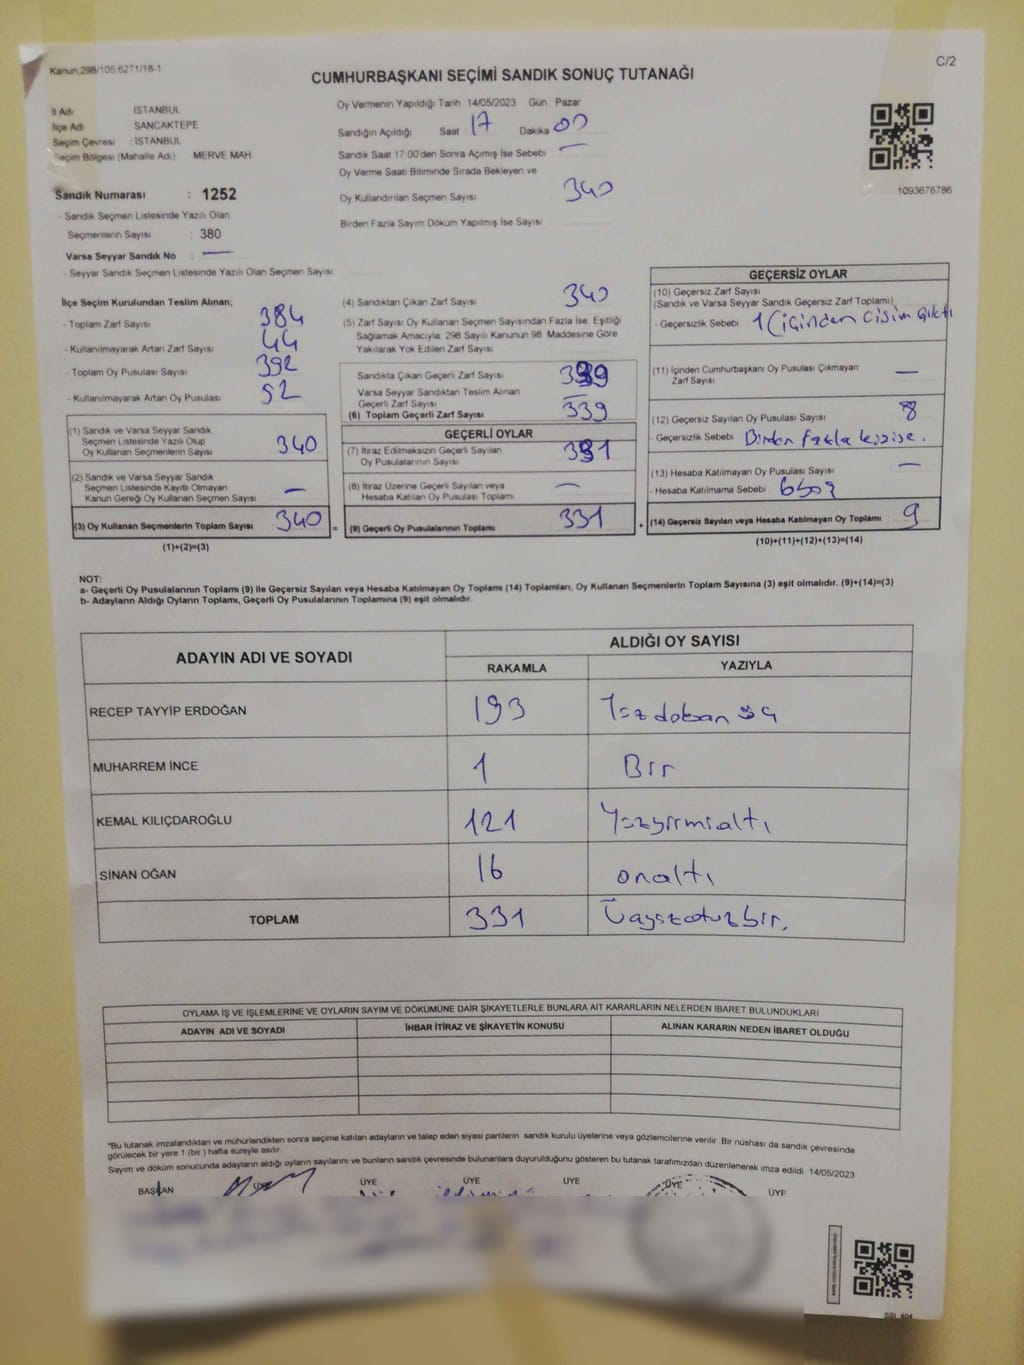 Kanun:298/105 6271/18-1
C/2
CUMHURBAŞKANI SEÇİMİ SANDIK SONUÇ TUTANAĞI
İl Adı : İSTANBUL
İlçe Adı SANCAKTEPE
Seçim Çevresi : İSTANBUL
Seçim Bölgesi (Mahalle Adı) MERVE MAH
Sandık Numarası : 1252
- Sandık Seçmen Listesinde Yazılı Olan
Seçmenlerin Sayısı : 380
Varsa Seyyar Sandık No —
- Seyyar Sandık Seçmen Listesinde Yazılı Olan Seçmen Sayısı
Oy Vermenin Yapıldığı Tarih 14/05/2023 Gün Pazar
Sandığın Açıldığı Saat 17 Dakika 00
Sandık Saat 17:00'den Sonra Açılmış İse Sebebi —
Oy Verme Saati Bitiminde Sırada Bekleyen ve
Oy Kullandırılan Seçmen Sayısı 340
Birden Fazla Sayım Döküm Yapılmış İse Sayısı
1093676786
İlçe Seçim Kurulundan Teslim Alınan;
- Toplam Zarf Sayısı 384
- Kullanılmayarak Artan Zarf Sayısı 44
- Toplam Oy Pusulası Sayısı 392
- Kullanılmayarak Artan Oy Pusulası 52
(1) Sandık ve Varsa Seyyar Sandık
Seçmen Listesinde Yazılı Olup
Oy Kullanan Seçmenlerin Sayısı 340
(2) Sandık ve Varsa Seyyar Sandık
Seçmen Listesinde Kayıtlı Olmayan
Kanun Gereği Oy Kullanan Seçmen Sayısı —
(3) Oy Kullanan Seçmenlerin Toplam Sayısı 340 =
(1)+(2)=(3)
(4) Sandıktan Çıkan Zarf Sayısı 340
(5) Zarf Sayısı Oy Kullanan Seçmen Sayısından Fazla İse, Eşitliği
Sağlamak Amacıyla, 298 Sayılı Kanunun 98. Maddesine Göre
Yakılarak Yok Edilen Zarf Sayısı
Sandıkta Çıkan Geçerli Zarf Sayısı 339
Varsa Seyyar Sandıktan Teslim Alınan
Geçerli Zarf Sayısı —
(6) Toplam Geçerli Zarf Sayısı 339
GEÇERLİ OYLAR
(7) İtiraz Edilmeksizin Geçerli Sayılan
Oy Pusulalarının Sayısı 331
(8) İtiraz Üzerine Geçerli Sayılan veya
Hesaba Katılan Oy Pusulası Toplamı —
(9) Geçerli Oy Pusulalarının Toplamı 331 +
GEÇERSİZ OYLAR
(10) Geçersiz Zarf Sayısı
(Sandık ve Varsa Seyyar Sandık Geçersiz Zarf Toplamı)
- Geçersizlik Sebebi 1 (içinden cisim çıktı
(11) İçinden Cumhurbaşkanı Oy Pusulası Çıkmayan
Zarf Sayısı —
(12) Geçersiz Sayılan Oy Pusulası Sayısı 8
- Geçersizlik Sebebi Birden fazla kişiye.
(13) Hesaba Katılmayan Oy Pusulası Sayısı —
- Hesaba Katılmama Sebebi :
(14) Geçersiz Sayılan veya Hesaba Katılmayan Oy Toplamı 9
(10)+(11)+(12)+(13)=(14)
NOT:
a- Geçerli Oy Pusulalarının Toplamı (9) ile Geçersiz Sayılan veya Hesaba Katılmayan Oy Toplamı (14) Toplamları, Oy Kullanan Seçmenlerin Toplam Sayısına (3) eşit olmalıdır. (9)+(14)=(3)
b- Adayların Aldığı Oyların Toplamı, Geçerli Oy Pusulalarının Toplamına (9) eşit olmalıdır.
ADAYIN ADI VE SOYADI ALDIĞI OY SAYISI
RAKAMLA YAZIYLA
RECEP TAYYİP ERDOĞAN 193 Yüzdoksan üç
MUHARREM İNCE 1 Bir
KEMAL KILIÇDAROĞLU 121 Yüzyirmialtı
SİNAN OĞAN 16 onaltı
TOPLAM 331 Üçyüzotuzbir.
OYLAMA İŞ VE İŞLEMLERİNE VE OYLARIN SAYIM VE DÖKÜMÜNE DAİR ŞİKAYETLERLE BUNLARA AİT KARARLARIN NELERDEN İBARET BULUNDUKLARI
ADAYIN ADI VE SOYADI İHBAR İTİRAZ VE ŞİKAYETİN KONUSU ALINAN KARARIN NEDEN İBARET OLDUĞU
*Bu tutanak imzalandıktan ve mühürlendikten sonra seçime katılan adayların ve talep eden siyasi partilerin sandık kurulu üyelerine veya gözlemcilerine verilir. Bir nüshası da sandık çevresinde
görülecek bir yere 1 (bir ) hafta süreyle asılır.
Sayım ve döküm sonucunda adayların aldığı oyların sayılarını ve bunların sandık çevresinde bulunanlara duyurulduğunu gösteren bu tutanak tarafımızdan düzenlenerek imza edildi. 14/05/2023
BAŞKAN ÜYE ÜYE ÜYE ÜYE ÜYE ÜYE